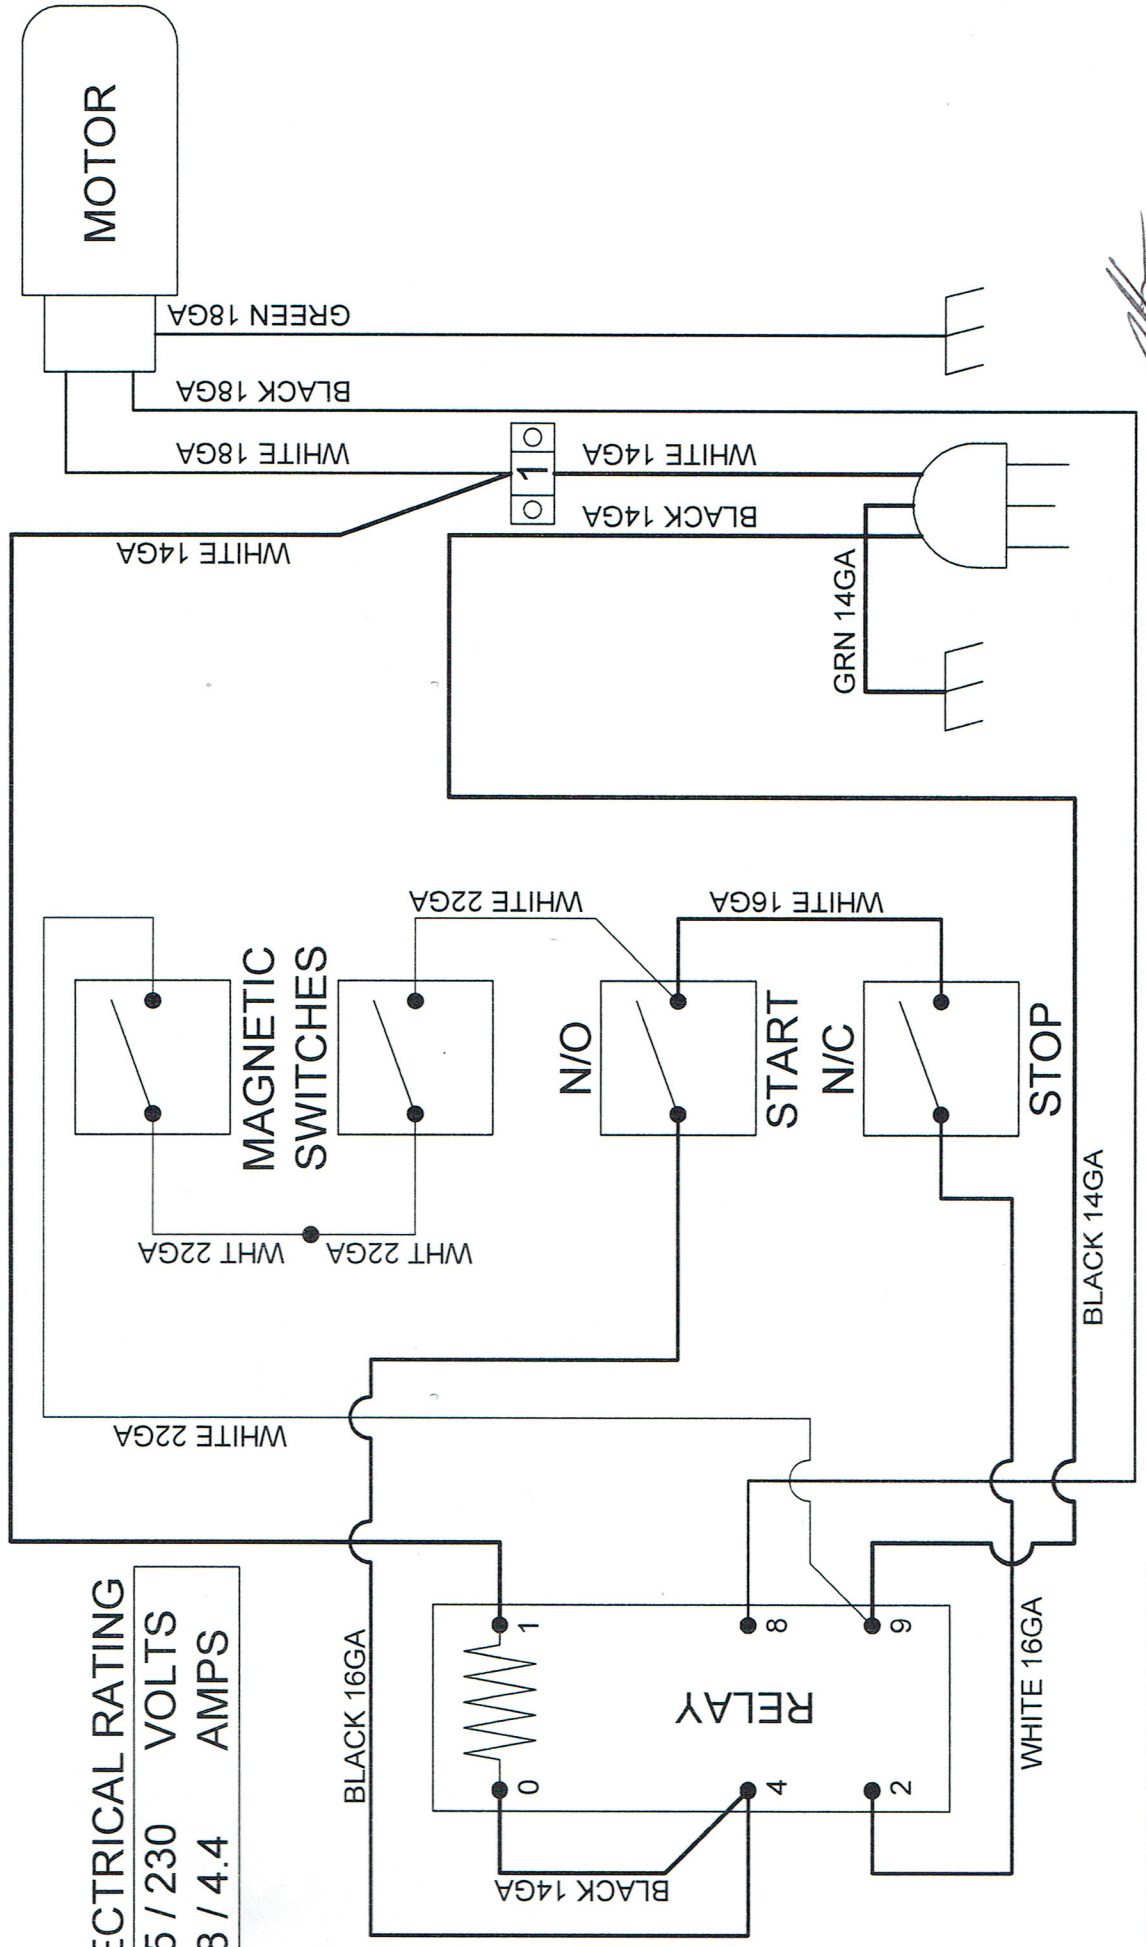 ECTRICAL RATING
5 / 230 VOLTS
8 / 4.4 AMPS
MOTOR
WHITE 22GA
WHT 22GA
WHT 22GA
MAGNETIC
SWITCHES
WHITE 14GA
WHITE 18GA
BLACK 18GA
GREEN 18GA
BLACK 16GA
BLACK 14GA
0
1
RELAY
4
8
2
6
WHITE 22GA
N/O
START
WHITE 16GA
N/C
STOP
1
WHITE 14GA
BLACK 14GA
GRN 14GA
WHITE 16GA
BLACK 14GA